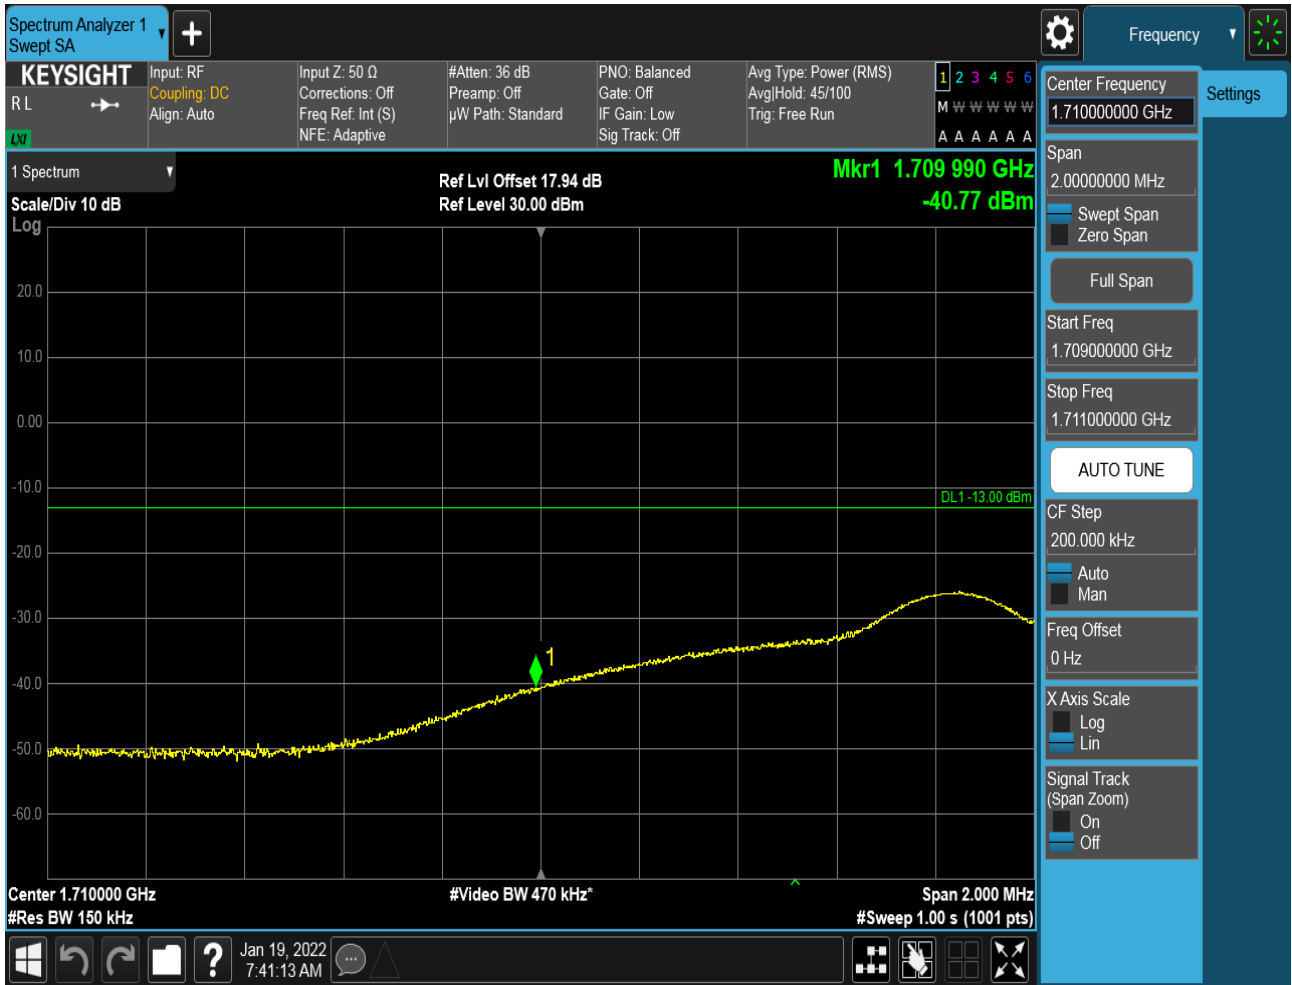 Spectrum Analyzer 1
Swept SA
Frequency
KEYSIGHT
R L
LXI
Input: RF
Coupling: DC
Align: Auto
Input Z: 50 Ω
Corrections: Off
Freq Ref: Int (S)
NFE: Adaptive
#Atten: 36 dB
Preamp: Off
µW Path: Standard
PNO: Balanced
Gate: Off
IF Gain: Low
Sig Track: Off
Avg Type: Power (RMS)
Avg|Hold: 45/100
Trig: Free Run
1 2 3 4 5 6
M W W W W W
A A A A A A
1 Spectrum
Scale/Div 10 dB
Log
Ref Lvl Offset 17.94 dB
Ref Level 30.00 dBm
Mkr1 1.709 990 GHz
-40.77 dBm
20.0
10.0
0.00
-10.0
DL1 -13.00 dBm
-20.0
-30.0
1
-40.0
-50.0
-60.0
Center 1.710000 GHz
#Video BW 470 kHz*
Span 2.000 MHz
#Res BW 150 kHz
#Sweep 1.00 s (1001 pts)
Jan 19, 2022
7:41:13 AM
Center Frequency
1.710000000 GHz
Settings
Span
2.00000000 MHz
Swept Span
Zero Span
Full Span
Start Freq
1.709000000 GHz
Stop Freq
1.711000000 GHz
AUTO TUNE
CF Step
200.000 kHz
Auto
Man
Freq Offset
0 Hz
X Axis Scale
Log
Lin
Signal Track
(Span Zoom)
On
Off